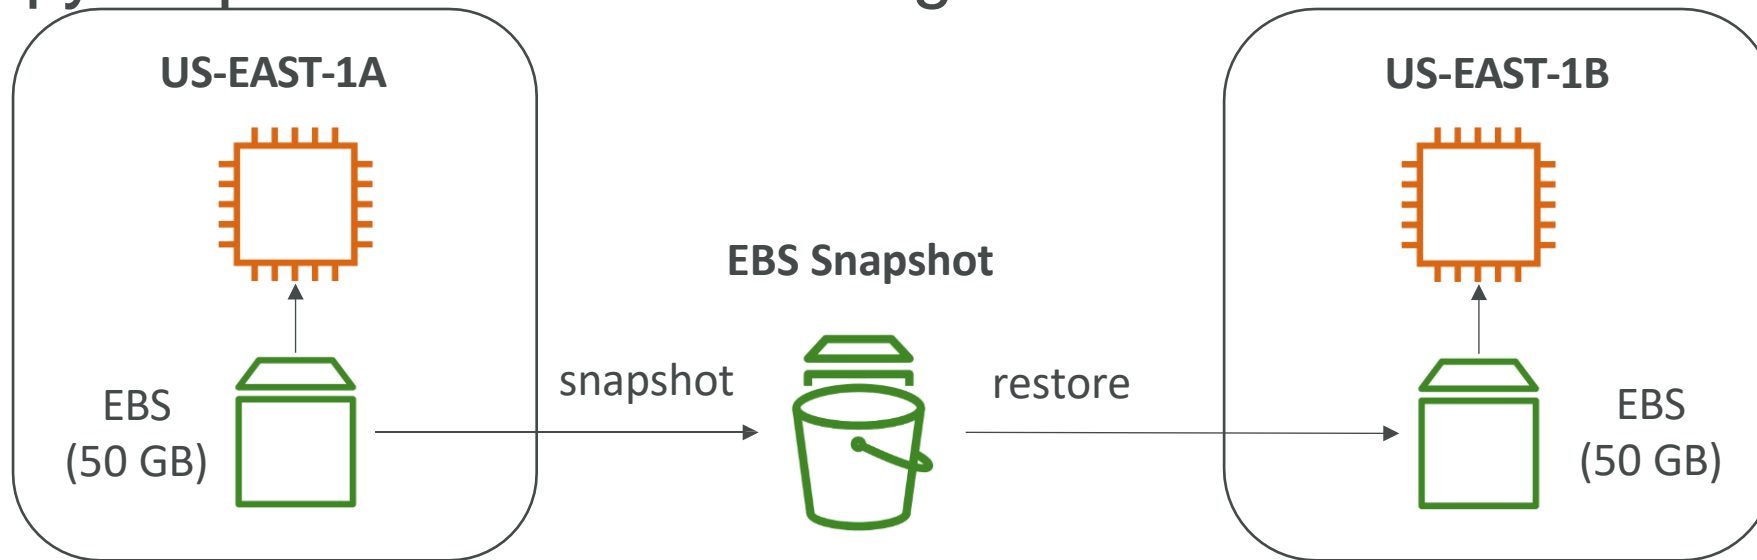 US-EAST-1A
US-EAST-1B
EBS Snapshot
snapshot
restore
EBS
(50 GB)
EBS
(50 GB)